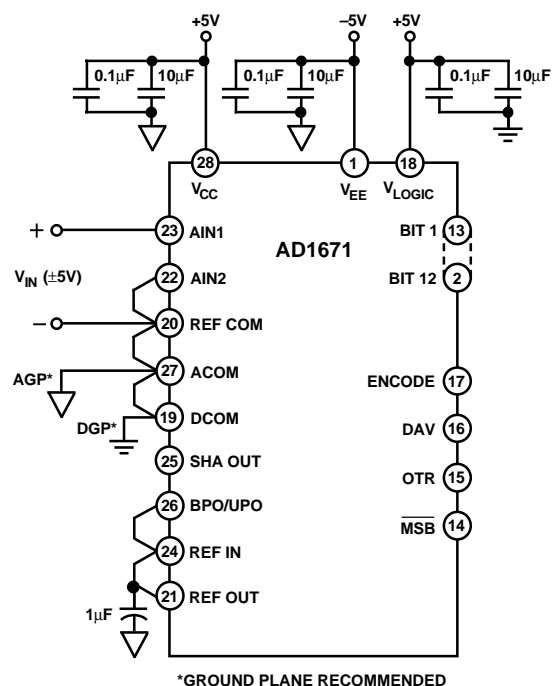 +5V –5V +5V
0.1µF 10µF 0.1µF 10µF 0.1µF 10µF
28 1 18
VCC VEE VLOGIC
+ 23 AIN1 BIT 1 13
AD1671
VIN (±5V) 22 AIN2 BIT 12 2
– 20 REF COM
AGP* 27 ACOM ENCODE 17
DGP* 19 DCOM DAV 16
25 SHA OUT OTR 15
26 BPO/UPO MSB 14
24 REF IN
1µF 21 REF OUT
*GROUND PLANE RECOMMENDED